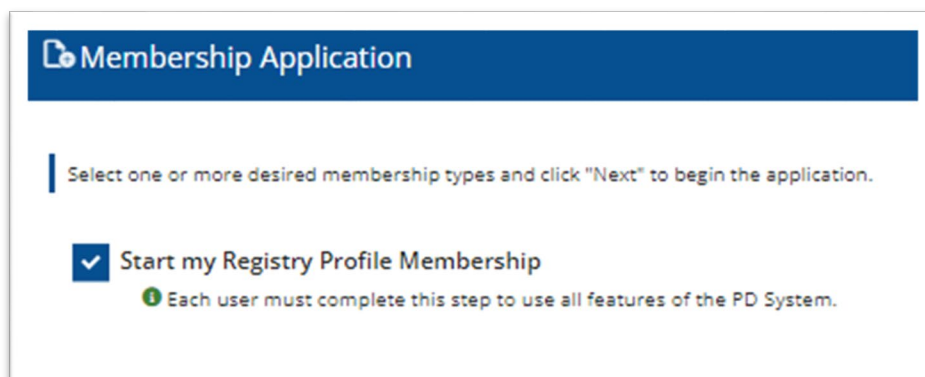 Membership Application
Select one or more desired membership types and click "Next" to begin the application.
Start my Registry Profile Membership
Each user must complete this step to use all features of the PD System.